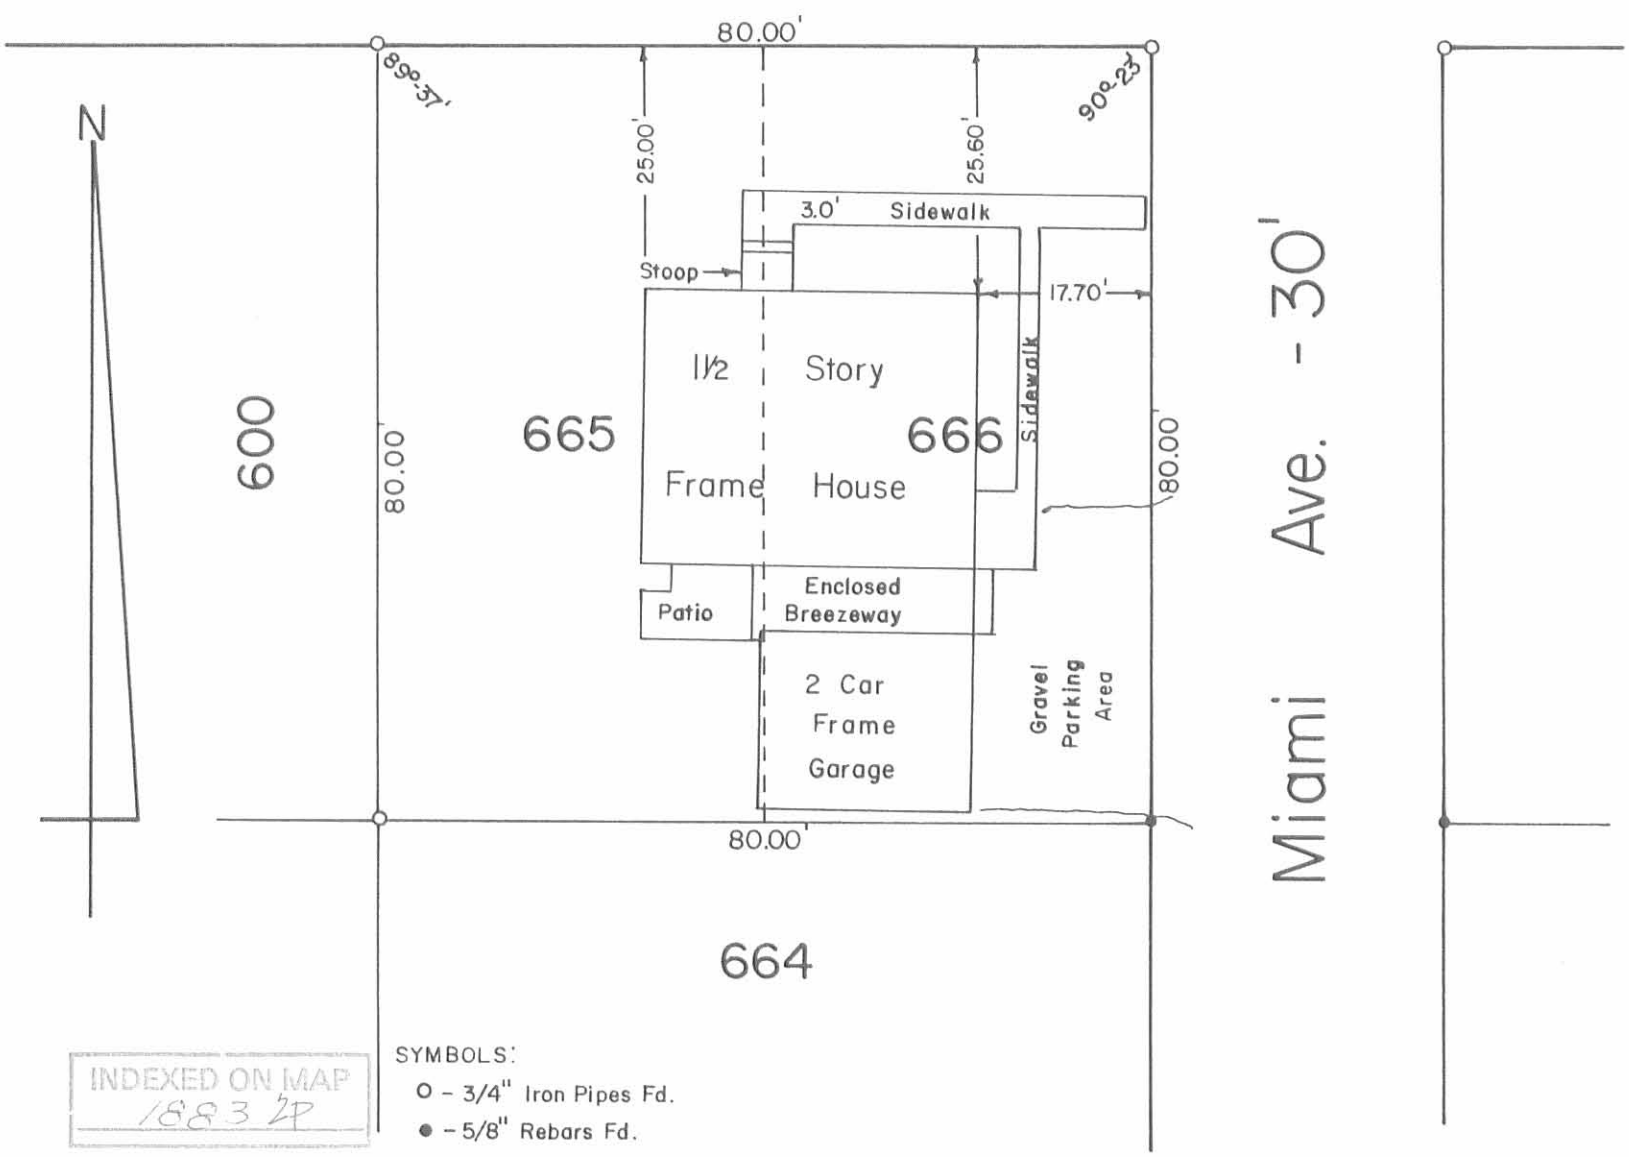 80.00'
89°-37'
90°-23'
N
25.00'
25.60'
3.0' Sidewalk
Stoop
17.70'
1½ Story
Sidewalk
600
80.00'
665
666
80.00'
Frame House
Miami Ave. - 30'
Enclosed
Breezeway
Patio
2 Car
Frame
Garage
Gravel
Parking
Area
80.00'
664
SYMBOLS:
O - 3/4" Iron Pipes Fd.
● - 5/8" Rebars Fd.
INDEXED ON MAP
1883